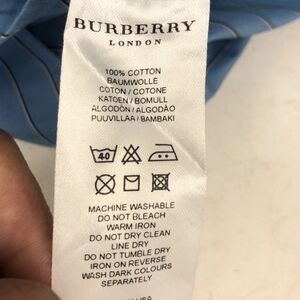 BURBERRY
LONDON
100% COTTON
BAUMWOLLE
COTON / COTONE
KATOEN / BOMULL
ALGODÓN / ALGODÃO
PUUVILLAA / BAMBAKI
40
MACHINE WASHABLE
DO NOT BLEACH
WARM IRON
DO NOT DRY CLEAN
LINE DRY
DO NOT TUMBLE DRY
IRON ON REVERSE
WASH DARK COLOURS
SEPARATELY
USA